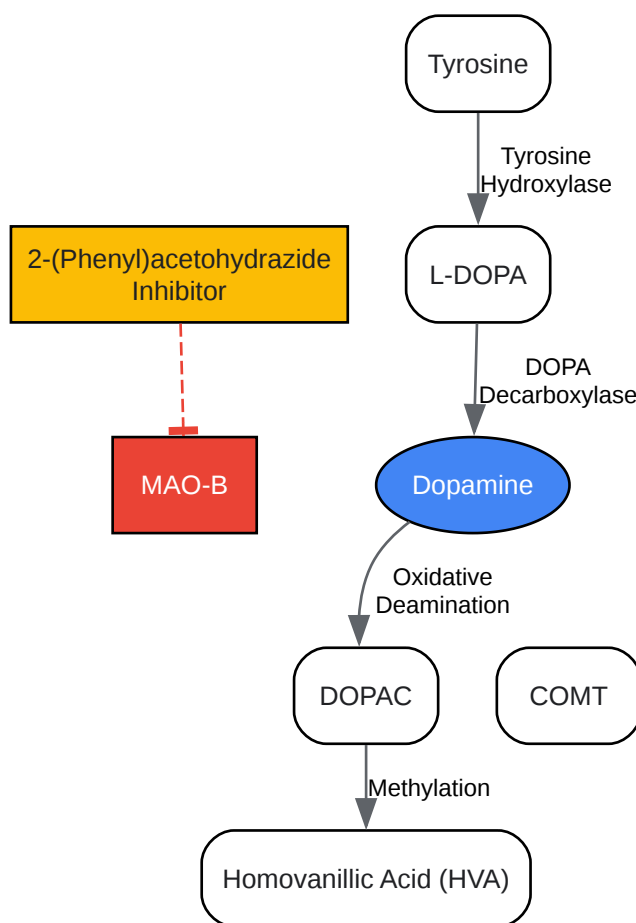 Tyrosine
Tyrosine
Hydroxylase
2-(Phenyl)acetohydrazide
Inhibitor
L-DOPA
DOPA
Decarboxylase
MAO-B
Dopamine
Oxidative
Deamination
DOPAC
COMT
Methylation
Homovanillic Acid (HVA)